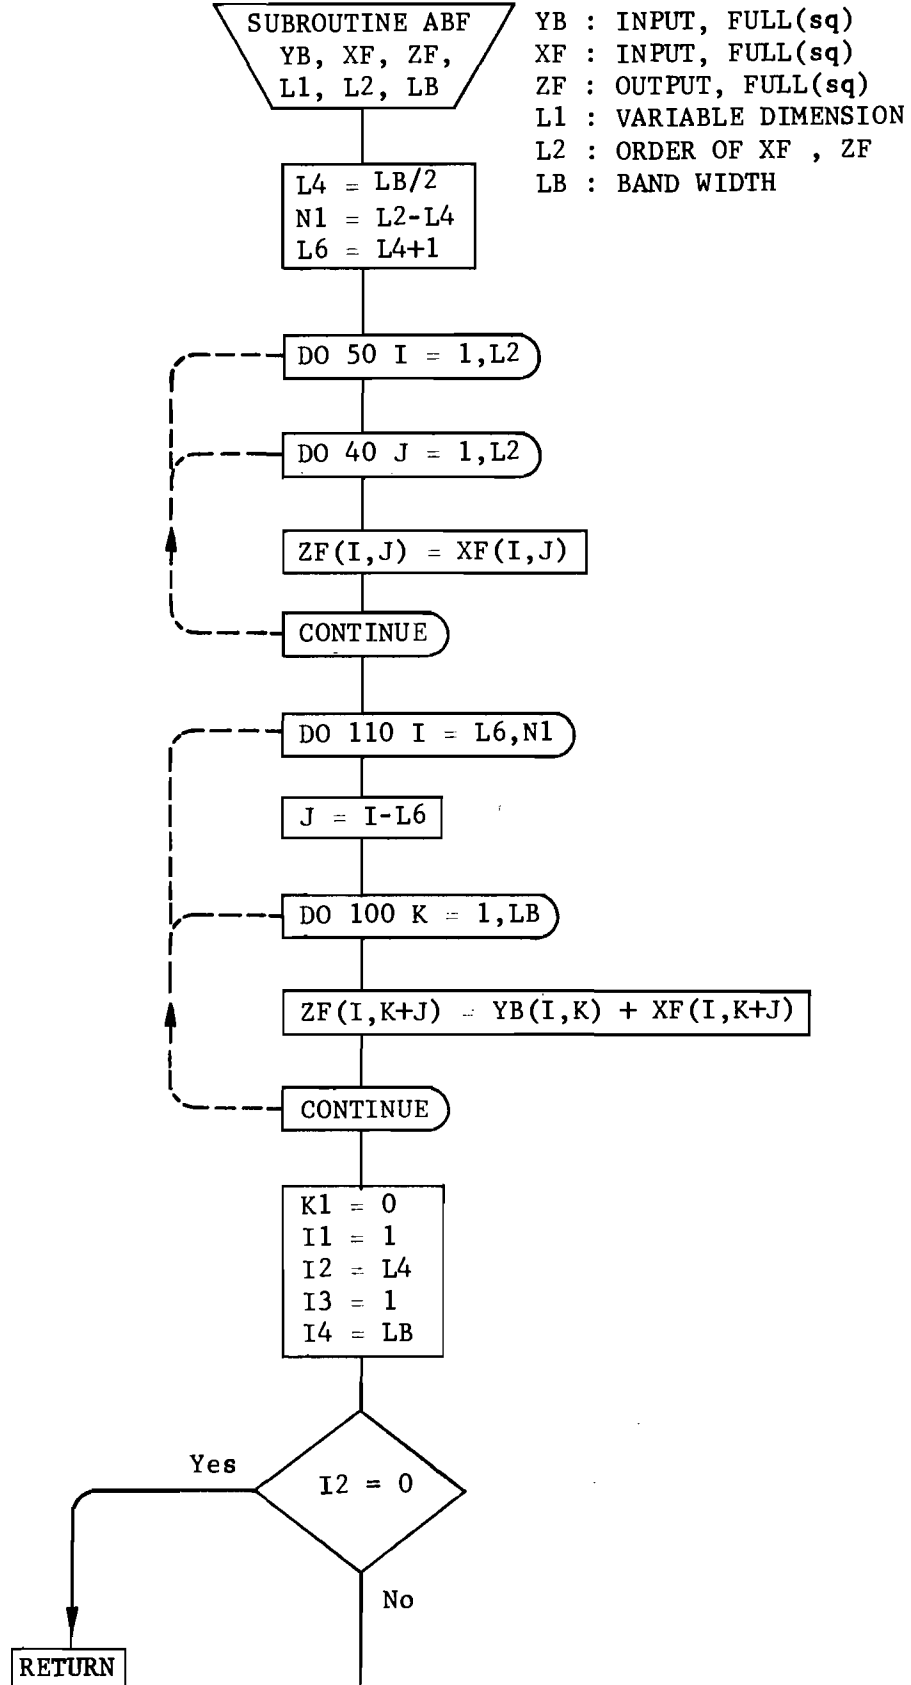 SUBROUTINE ABF
YB, XF, ZF,
L1, L2, LB
YB : INPUT, FULL(sq)
XF : INPUT, FULL(sq)
ZF : OUTPUT, FULL(sq)
L1 : VARIABLE DIMENSION
L2 : ORDER OF XF , ZF
LB : BAND WIDTH
L4 = LB/2
N1 = L2-L4
L6 = L4+1
DO 50 I = 1,L2
DO 40 J = 1,L2
ZF(I,J) = XF(I,J)
CONTINUE
DO 110 I = L6,N1
J = I-L6
DO 100 K = 1,LB
ZF(I,K+J) = YB(I,K) + XF(I,K+J)
CONTINUE
K1 = 0
I1 = 1
I2 = L4
I3 = 1
I4 = LB
I2 = 0
Yes
No
RETURN